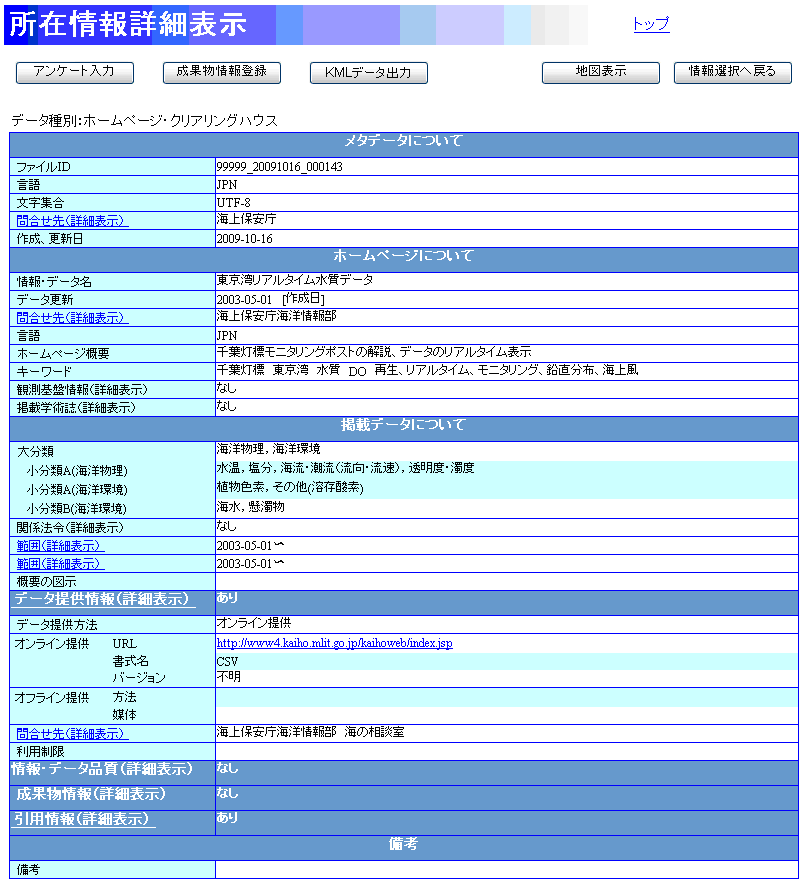 所在情報詳細表示 トップ
アンケート入力 成果物情報登録 KMLデータ出力 地図表示 情報選択へ戻る
データ種別:ホームページ・クリアリングハウス
メタデータについて
ファイルID 99999_20091016_000143
言語 JPN
文字集合 UTF-8
問合せ先(詳細表示) 海上保安庁
作成、更新日 2009-10-16
ホームページについて
情報・データ名 東京湾リアルタイム水質データ
データ更新 2003-05-01 [作成日]
問合せ先(詳細表示) 海上保安庁海洋情報部
言語 JPN
ホームページ概要 千葉灯標モニタリングポストの解説、データのリアルタイム表示
キーワード 千葉灯標 東京湾 水質 DO 再生、リアルタイム、モニタリング、鉛直分布、海上風
観測基盤情報(詳細表示) なし
掲載学術誌(詳細表示) なし
掲載データについて
大分類 海洋物理, 海洋環境
小分類A(海洋物理) 水温, 塩分, 海流・潮流(流向・流速), 透明度・濁度
小分類A(海洋環境) 植物色素, その他(溶存酸素)
小分類B(海洋環境) 海水, 懸濁物
関係法令(詳細表示) なし
範囲(詳細表示) 2003-05-01〜
範囲(詳細表示) 2003-05-01〜
概要の図示
データ提供情報(詳細表示) あり
データ提供方法 オンライン提供
オンライン提供 URL http://www4.kaiho.mlit.go.jp/kaihoweb/index.jsp
書式名 CSV
バージョン 不明
オフライン提供 方法
媒体
問合せ先(詳細表示) 海上保安庁海洋情報部 海の相談室
利用制限
情報・データ品質(詳細表示) なし
成果物情報(詳細表示) なし
引用情報(詳細表示) あり
備考
備考